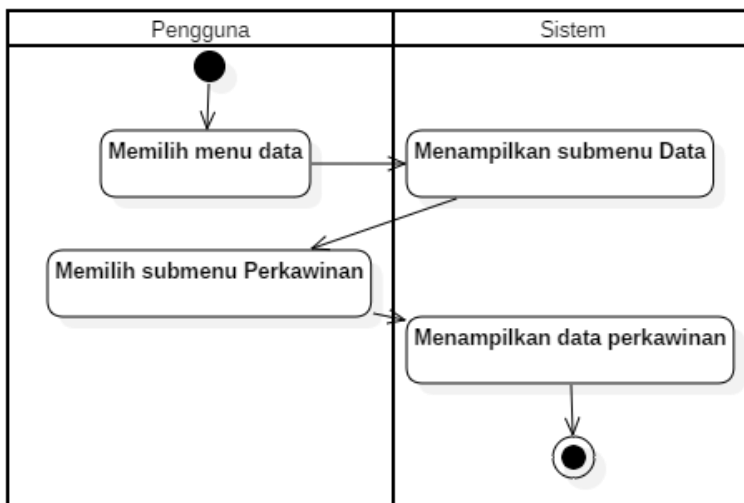 Pengguna
Sistem
Memilih menu data
Menampilkan submenu Data
Memilih submenu Perkawinan
Menampilkan data perkawinan